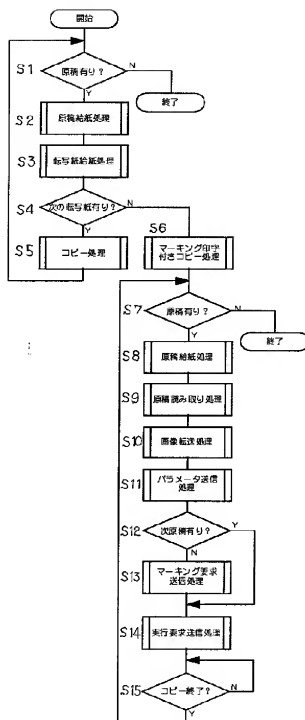 開始
S1
原稿有り?
N
Y
終了
S2
原稿給紙処理
S3
転写紙給紙処理
S4
次の転写紙有り?
N
Y
S5
コピー処理
S6
マーキング印字
付きコピー処理
S7
原稿有り?
N
Y
終了
S8
原稿給紙処理
S9
原稿読み取り処理
S10
画像転送処理
S11
パラメータ送信
処理
S12
次原稿有り?
Y
N
S13
マーキング要求
送信処理
S14
実行要求送信処理
S15
コピー終了?
N
Y